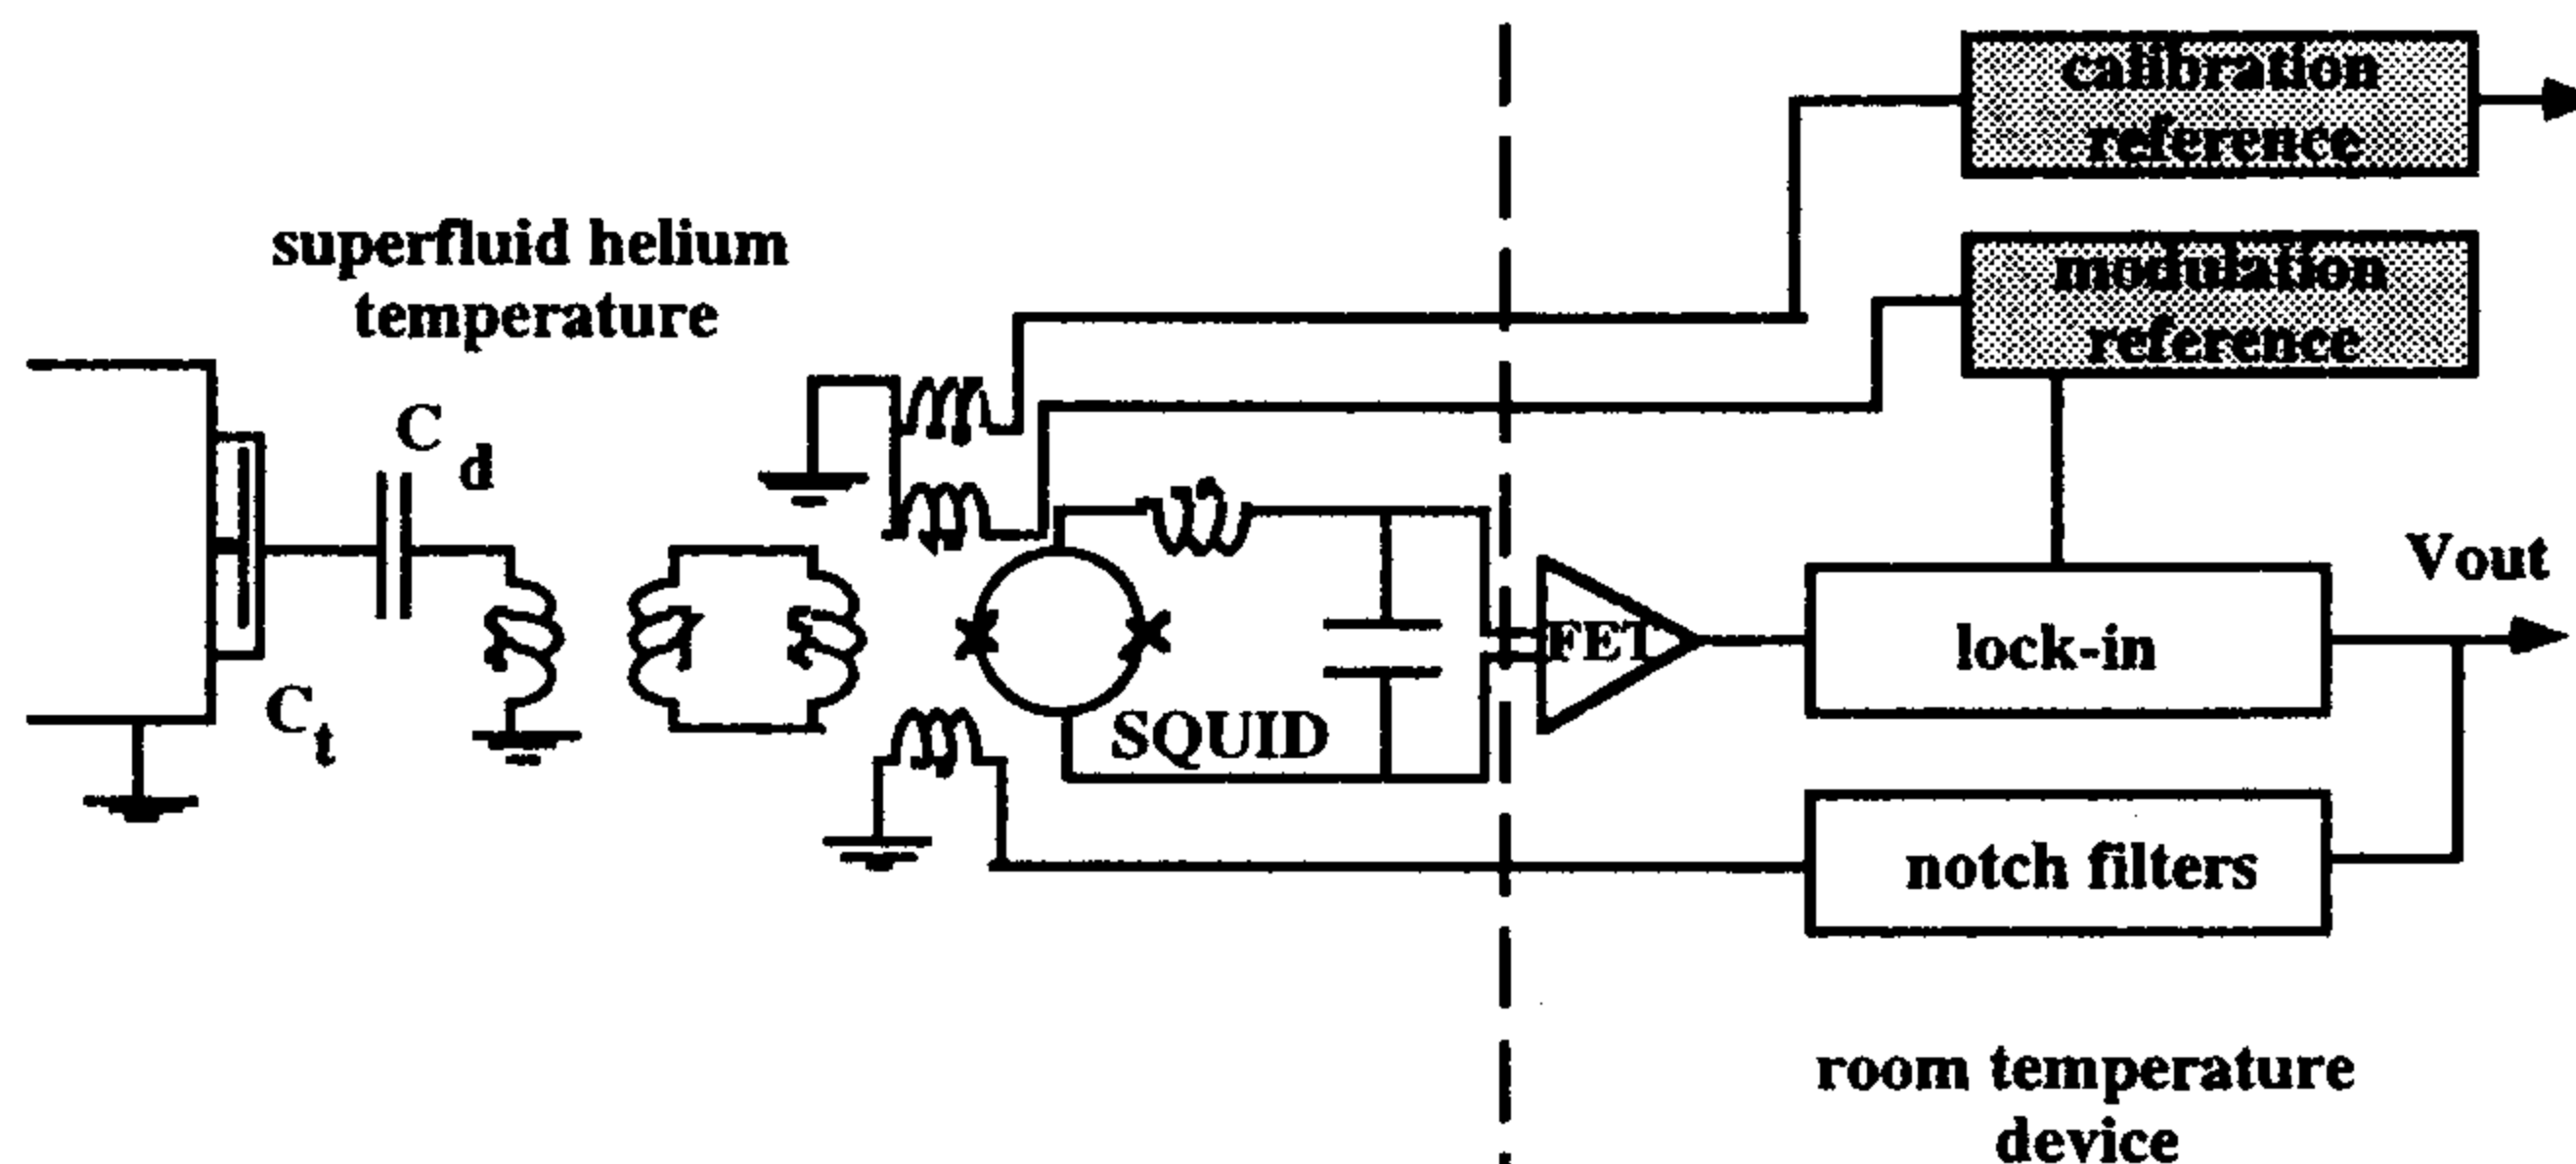 calibration
reference
modulation
reference
superfluid helium
temperature
C d
C t
SQUID
FET
lock-in
Vout
notch filters
room temperature
device